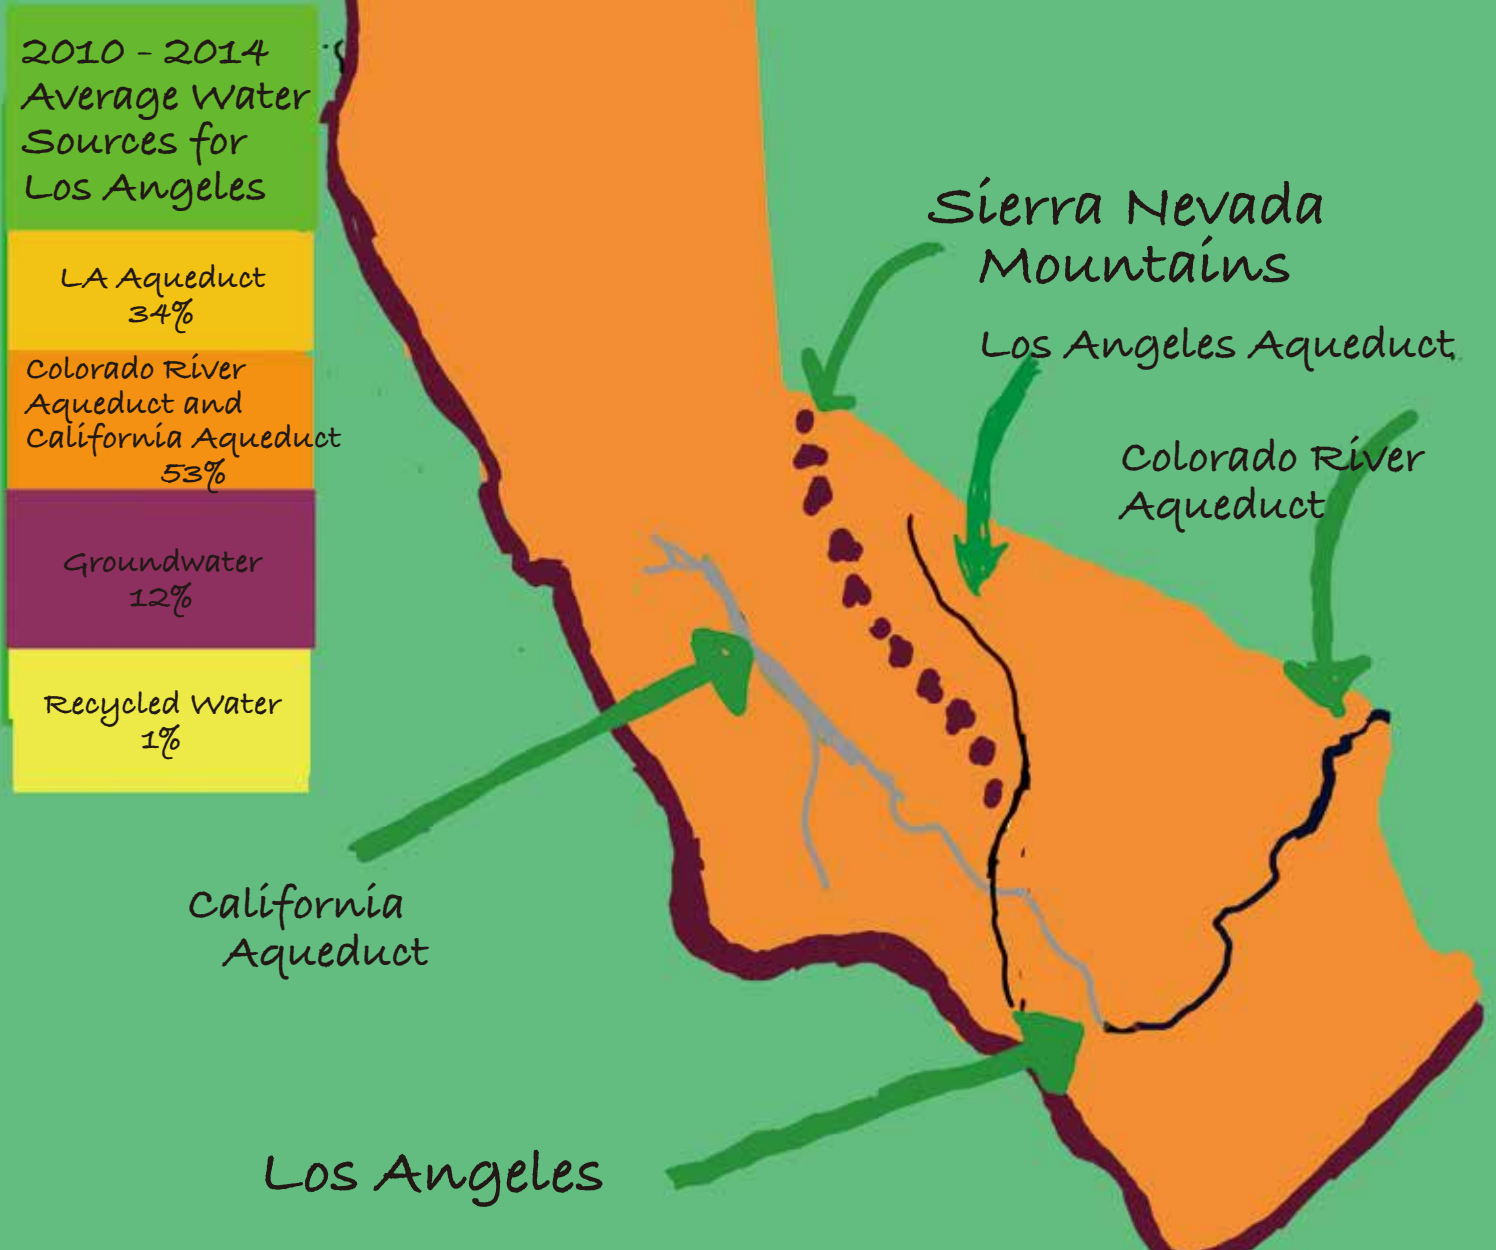 2010 - 2014
Average Water
Sources for
Los Angeles
LA Aqueduct
34%
Colorado River
Aqueduct and
California Aqueduct
53%
Groundwater
12%
Recycled Water
1%
Sierra Nevada
Mountains
Los Angeles Aqueduct
Colorado River
Aqueduct
California
Aqueduct
Los Angeles